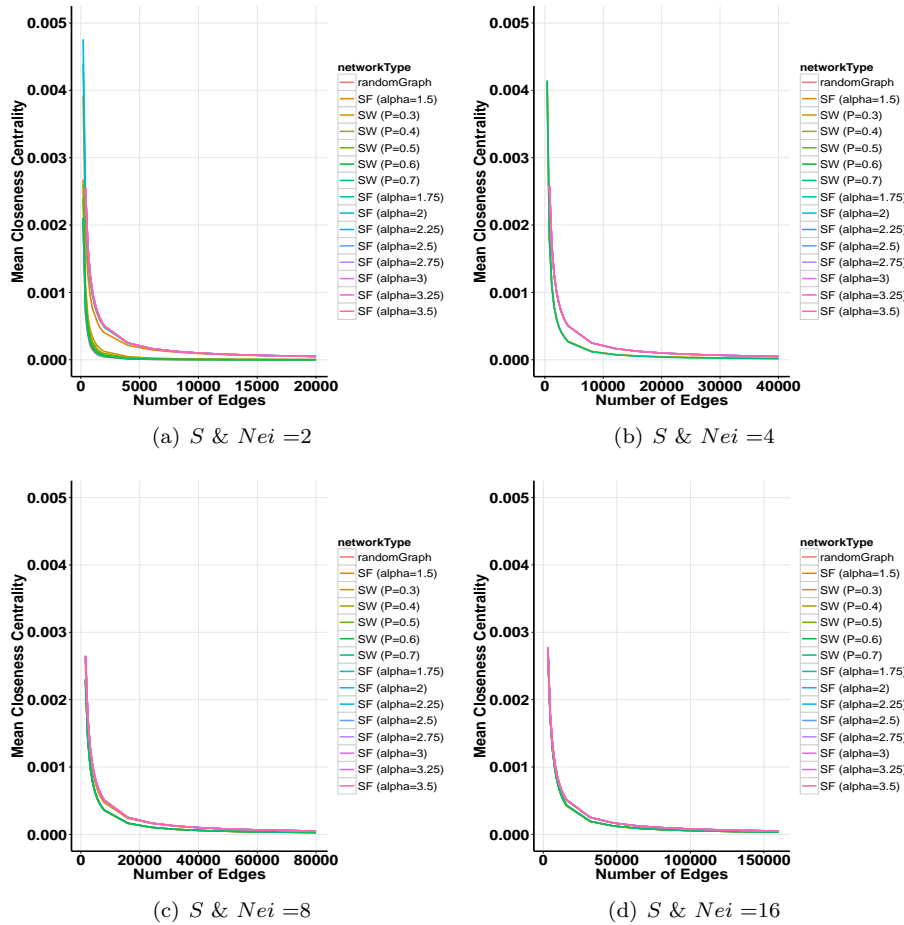 0.005
0.004
0.003
0.002
0.001
0.000
Mean Closeness Centrality
0 5000 10000 15000 20000
Number of Edges
networkType
randomGraph
SF (alpha=1.5)
SW (P=0.3)
SW (P=0.4)
SW (P=0.5)
SW (P=0.6)
SW (P=0.7)
SF (alpha=1.75)
SF (alpha=2)
SF (alpha=2.25)
SF (alpha=2.5)
SF (alpha=2.75)
SF (alpha=3)
SF (alpha=3.25)
SF (alpha=3.5)
(a) S & Nei =2
0.005
0.004
0.003
0.002
0.001
0.000
Mean Closeness Centrality
0 10000 20000 30000 40000
Number of Edges
networkType
randomGraph
SF (alpha=1.5)
SW (P=0.3)
SW (P=0.4)
SW (P=0.5)
SW (P=0.6)
SW (P=0.7)
SF (alpha=1.75)
SF (alpha=2)
SF (alpha=2.25)
SF (alpha=2.5)
SF (alpha=2.75)
SF (alpha=3)
SF (alpha=3.25)
SF (alpha=3.5)
(b) S & Nei =4
0.005
0.004
0.003
0.002
0.001
0.000
Mean Closeness Centrality
0 20000 40000 60000 80000
Number of Edges
networkType
randomGraph
SF (alpha=1.5)
SW (P=0.3)
SW (P=0.4)
SW (P=0.5)
SW (P=0.6)
SW (P=0.7)
SF (alpha=1.75)
SF (alpha=2)
SF (alpha=2.25)
SF (alpha=2.5)
SF (alpha=2.75)
SF (alpha=3)
SF (alpha=3.25)
SF (alpha=3.5)
(c) S & Nei =8
0.005
0.004
0.003
0.002
0.001
0.000
Mean Closeness Centrality
0 50000 100000 150000
Number of Edges
networkType
randomGraph
SF (alpha=1.5)
SW (P=0.3)
SW (P=0.4)
SW (P=0.5)
SW (P=0.6)
SW (P=0.7)
SF (alpha=1.75)
SF (alpha=2)
SF (alpha=2.25)
SF (alpha=2.5)
SF (alpha=2.75)
SF (alpha=3)
SF (alpha=3.25)
SF (alpha=3.5)
(d) S & Nei =16